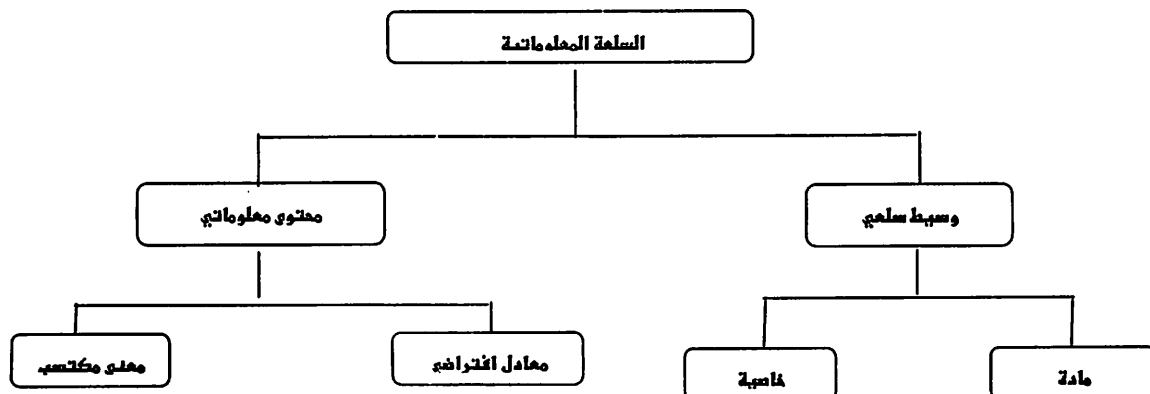 السلعة المعلوماتية
وسيط سلعي
محتوى معلوماتي
مادة
خاصية
معادل افتراضي
معنى مكتسب